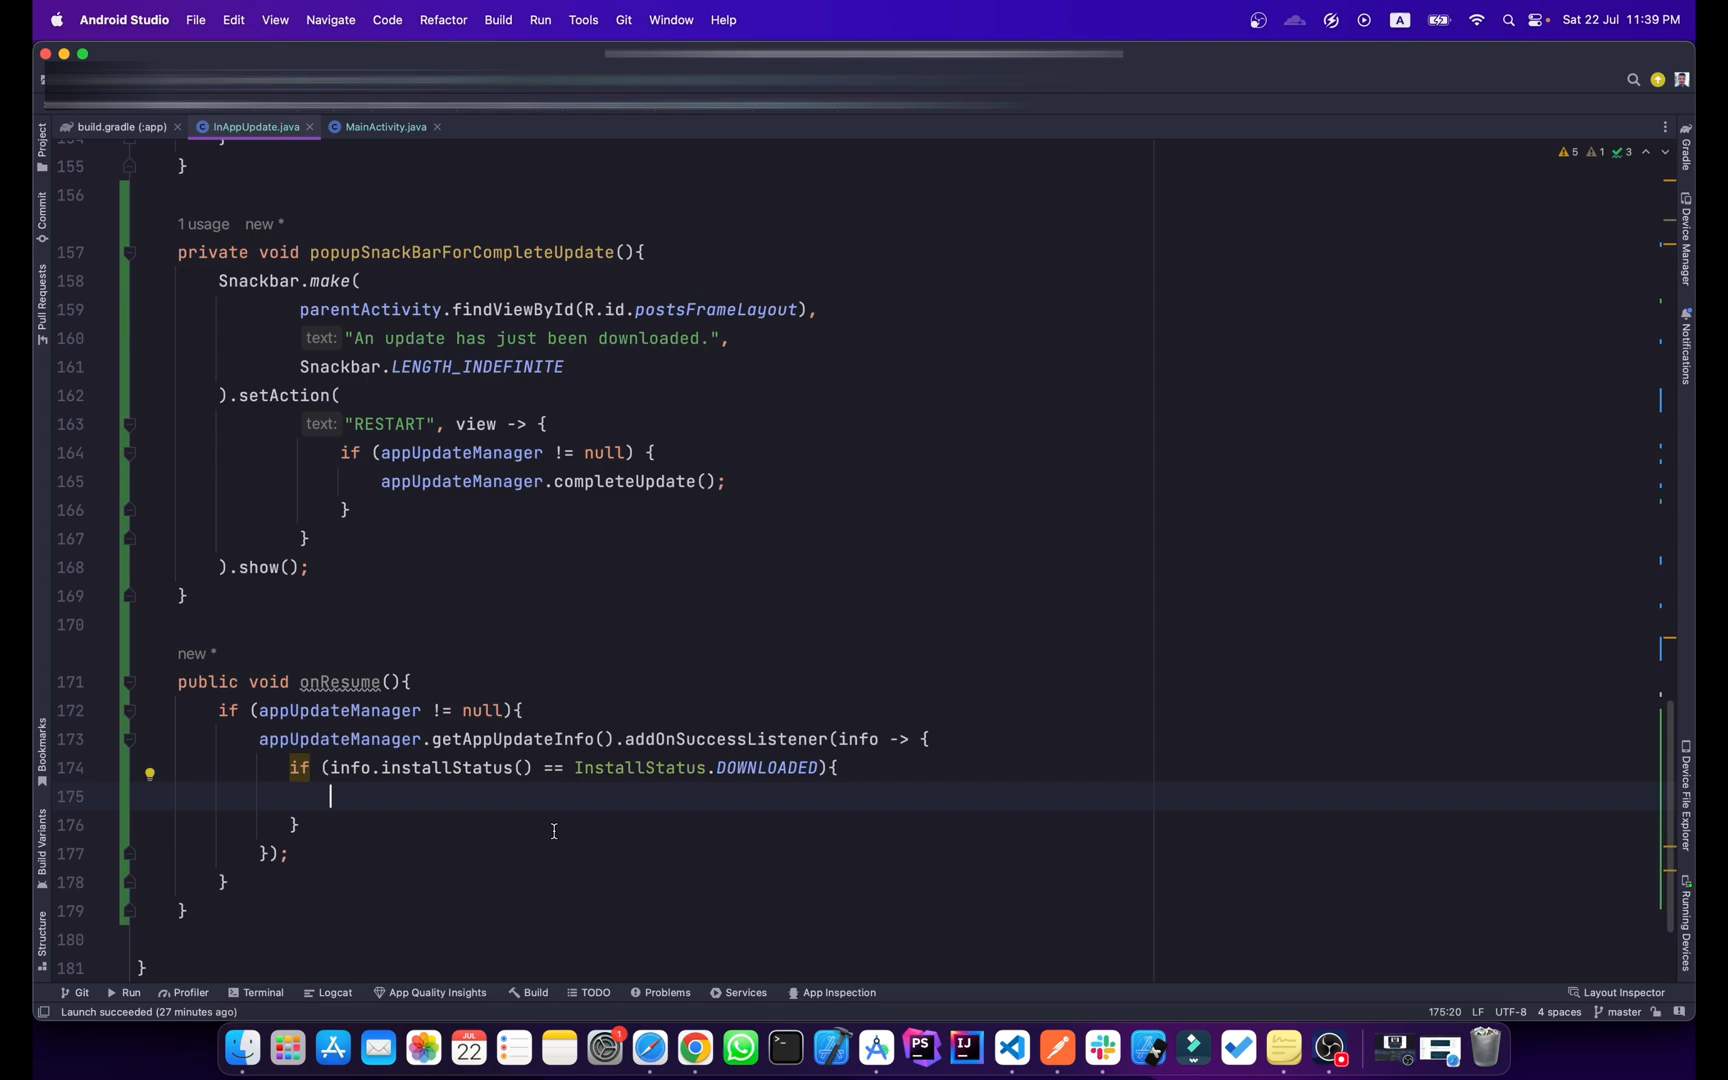 Android Studio File Edit View Navigate Code Refactor Build Run Tools Git Window Help A Sat 22 Jul 11:39 PM
build.gradle (:app) InAppUpdate.java MainActivity.java
5 1 3
155 }
156
1 usage new *
157 private void popupSnackBarForCompleteUpdate(){
158 Snackbar.make(
159 parentActivity.findViewById(R.id.postsFrameLayout),
160 text: "An update has just been downloaded.",
161 Snackbar.LENGTH_INDEFINITE
162 ).setAction(
163 text: "RESTART", view -> {
164 if (appUpdateManager != null) {
165 appUpdateManager.completeUpdate();
166 }
167 }
168 ).show();
169 }
170
new *
171 public void onResume(){
172 if (appUpdateManager != null){
173 appUpdateManager.getAppUpdateInfo().addOnSuccessListener(info -> {
174 if (info.installStatus() == InstallStatus.DOWNLOADED){
175
176 }
177 });
178 }
179 }
180
181 }
Project
Commit
Pull Requests
Bookmarks
Build Variants
Structure
Gradle
Device Manager
Notifications
Device File Explorer
Running Devices
Git Run Profiler Terminal Logcat App Quality Insights Build TODO Problems Services App Inspection Layout Inspector
Launch succeeded (27 minutes ago) 175:20 LF UTF-8 4 spaces master
JUL
22
1
PS
IJ